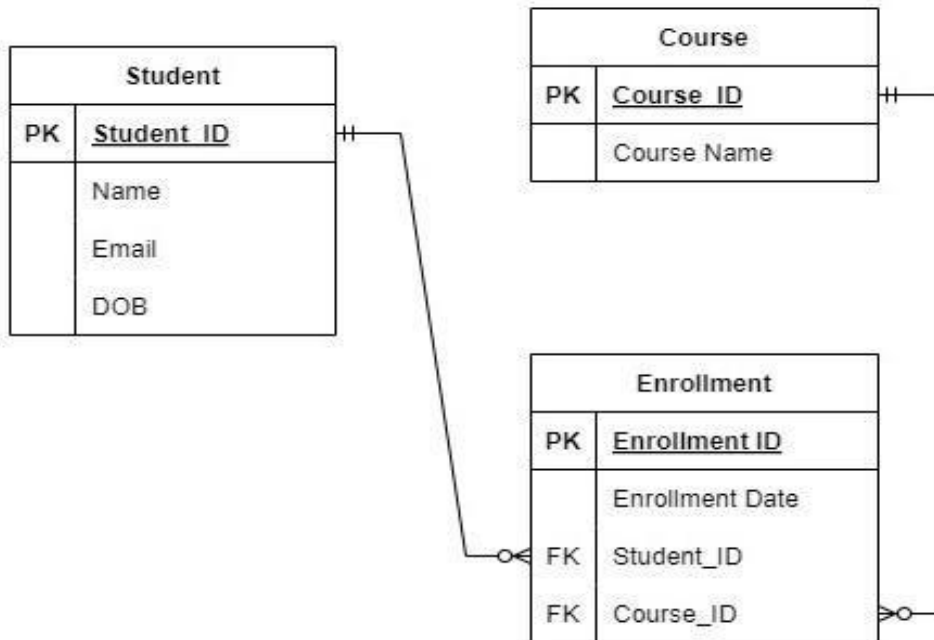 Student
PK Student_ID
Name
Email
DOB
Course
PK Course_ID
Course Name
Enrollment
PK Enrollment ID
Enrollment Date
FK Student_ID
FK Course_ID